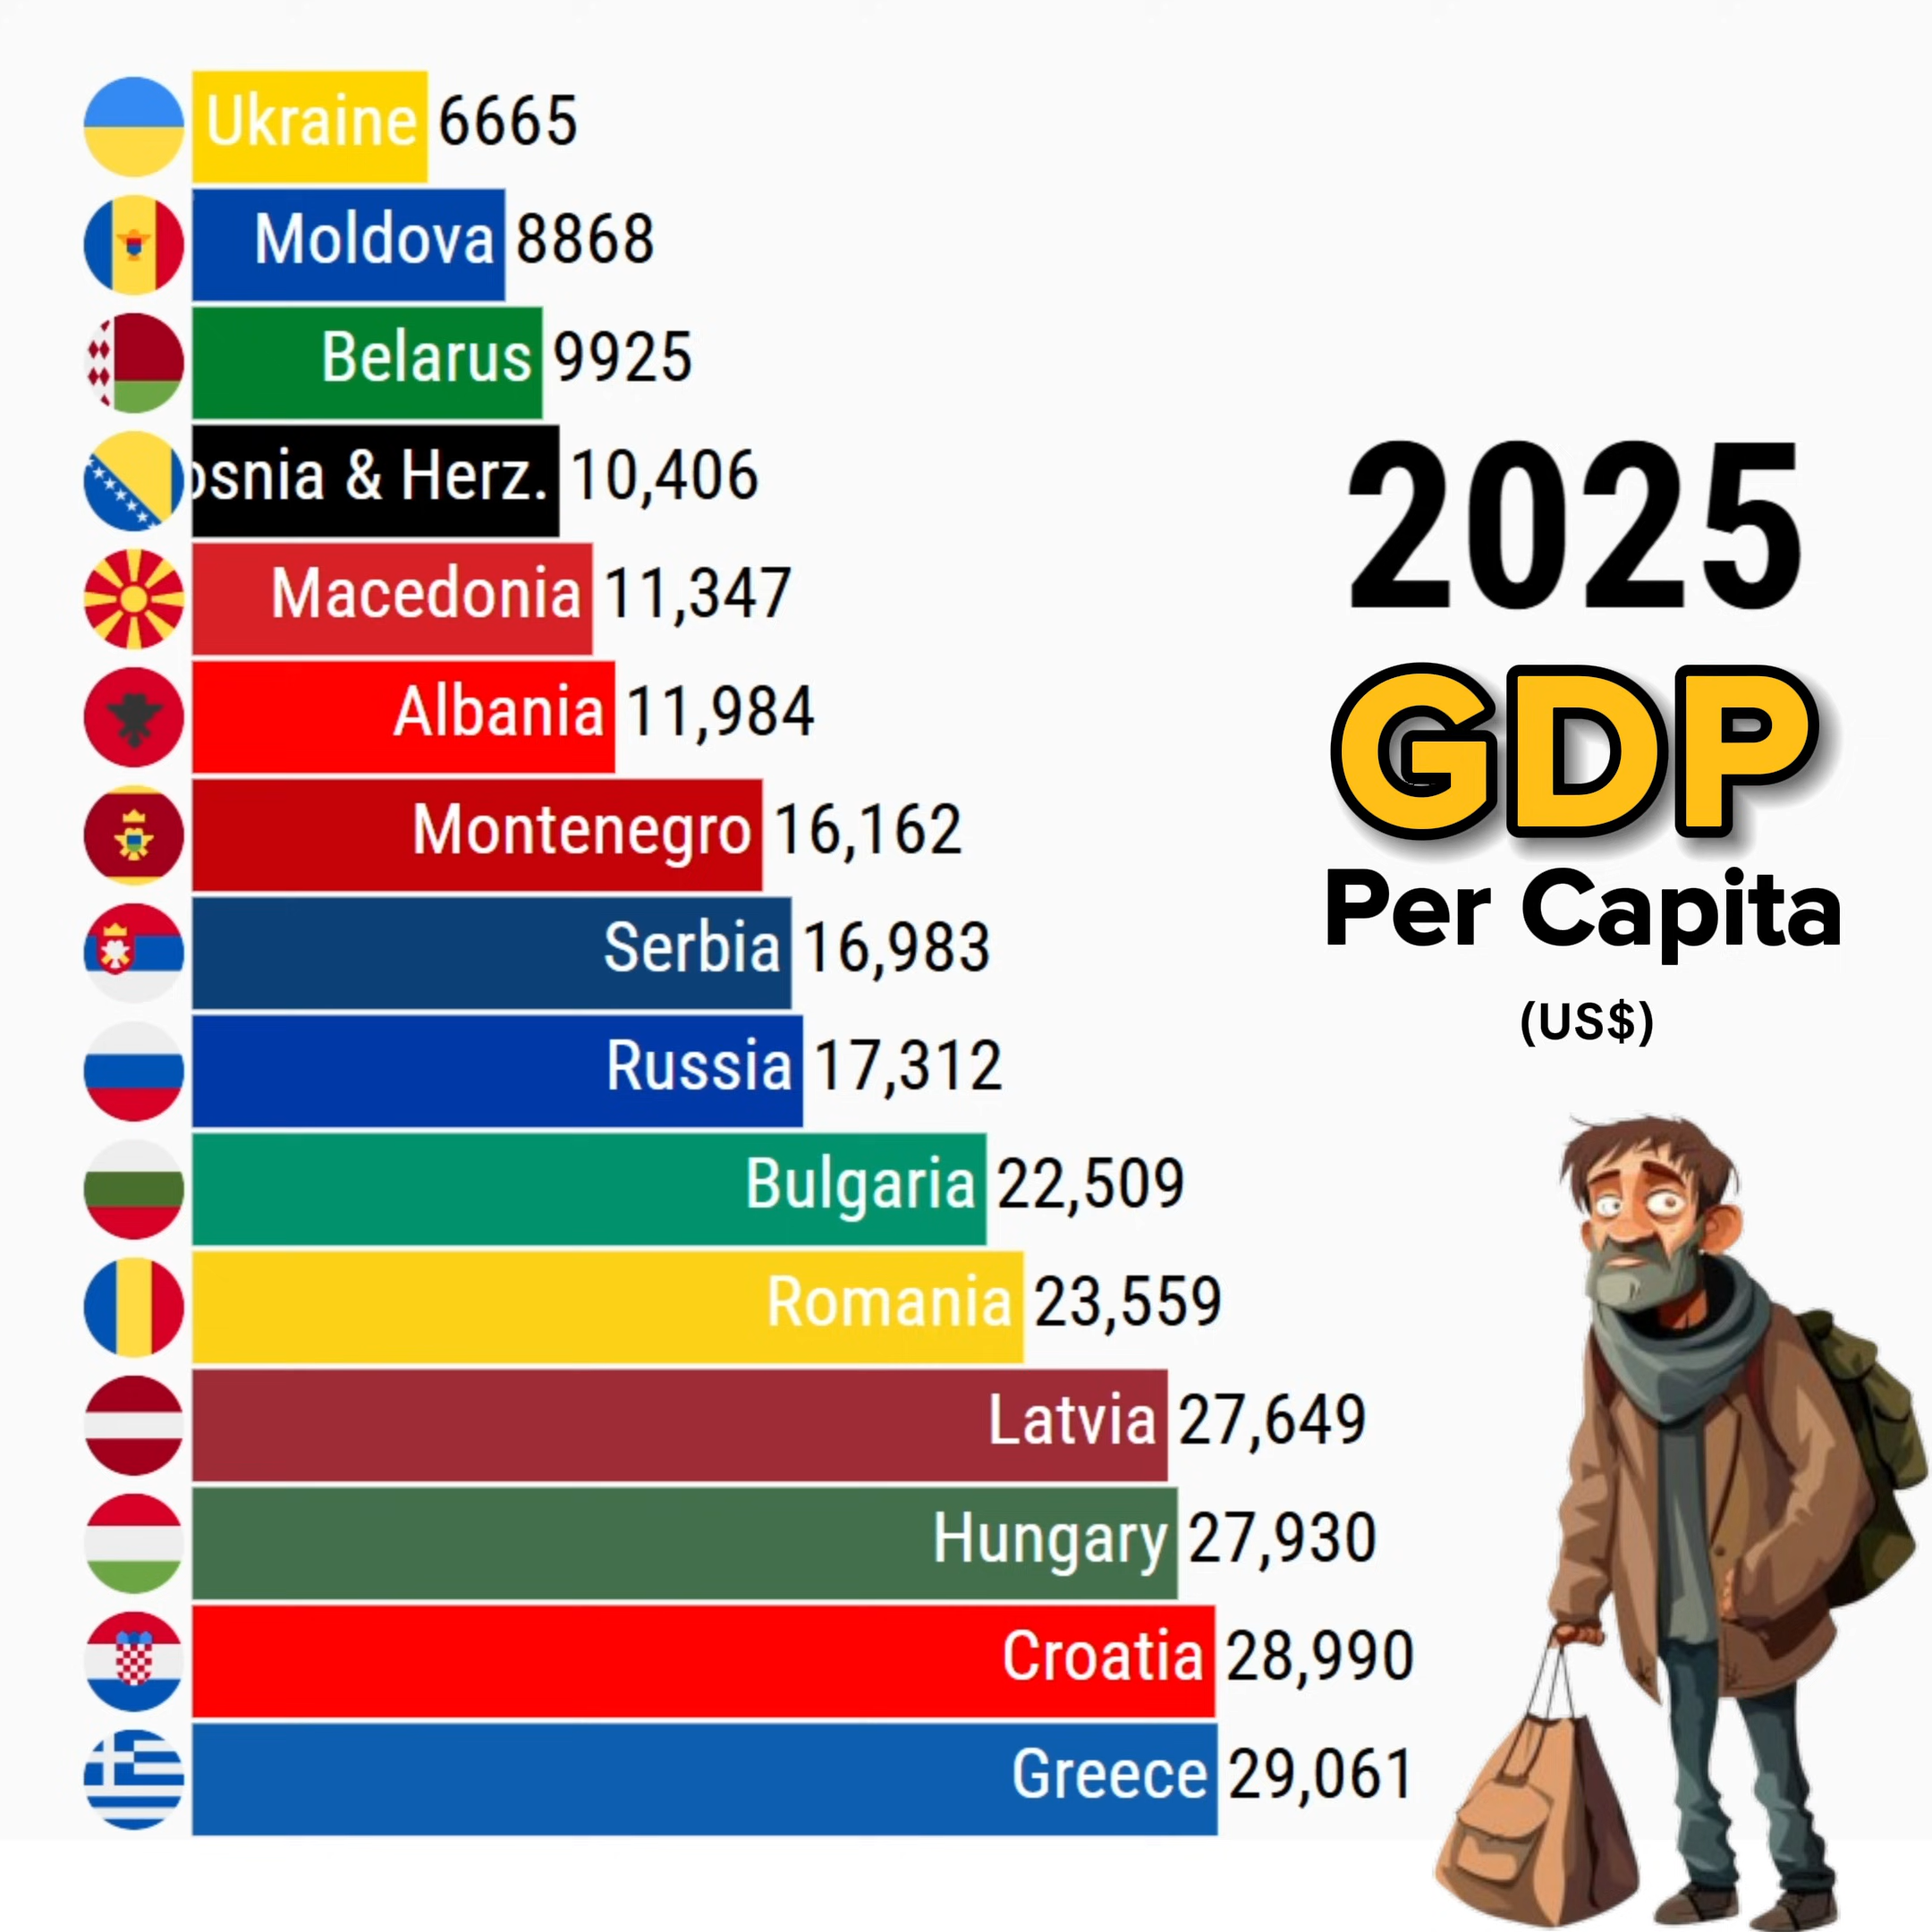 Ukraine 6665
Moldova 8868
Belarus 9925
osnia & Herz. 10,406
Macedonia 11,347
Albania 11,984
Montenegro 16,162
Serbia 16,983
Russia 17,312
Bulgaria 22,509
Romania 23,559
Latvia 27,649
Hungary 27,930
Croatia 28,990
Greece 29,061
2025
GDP
Per Capita
(US$)